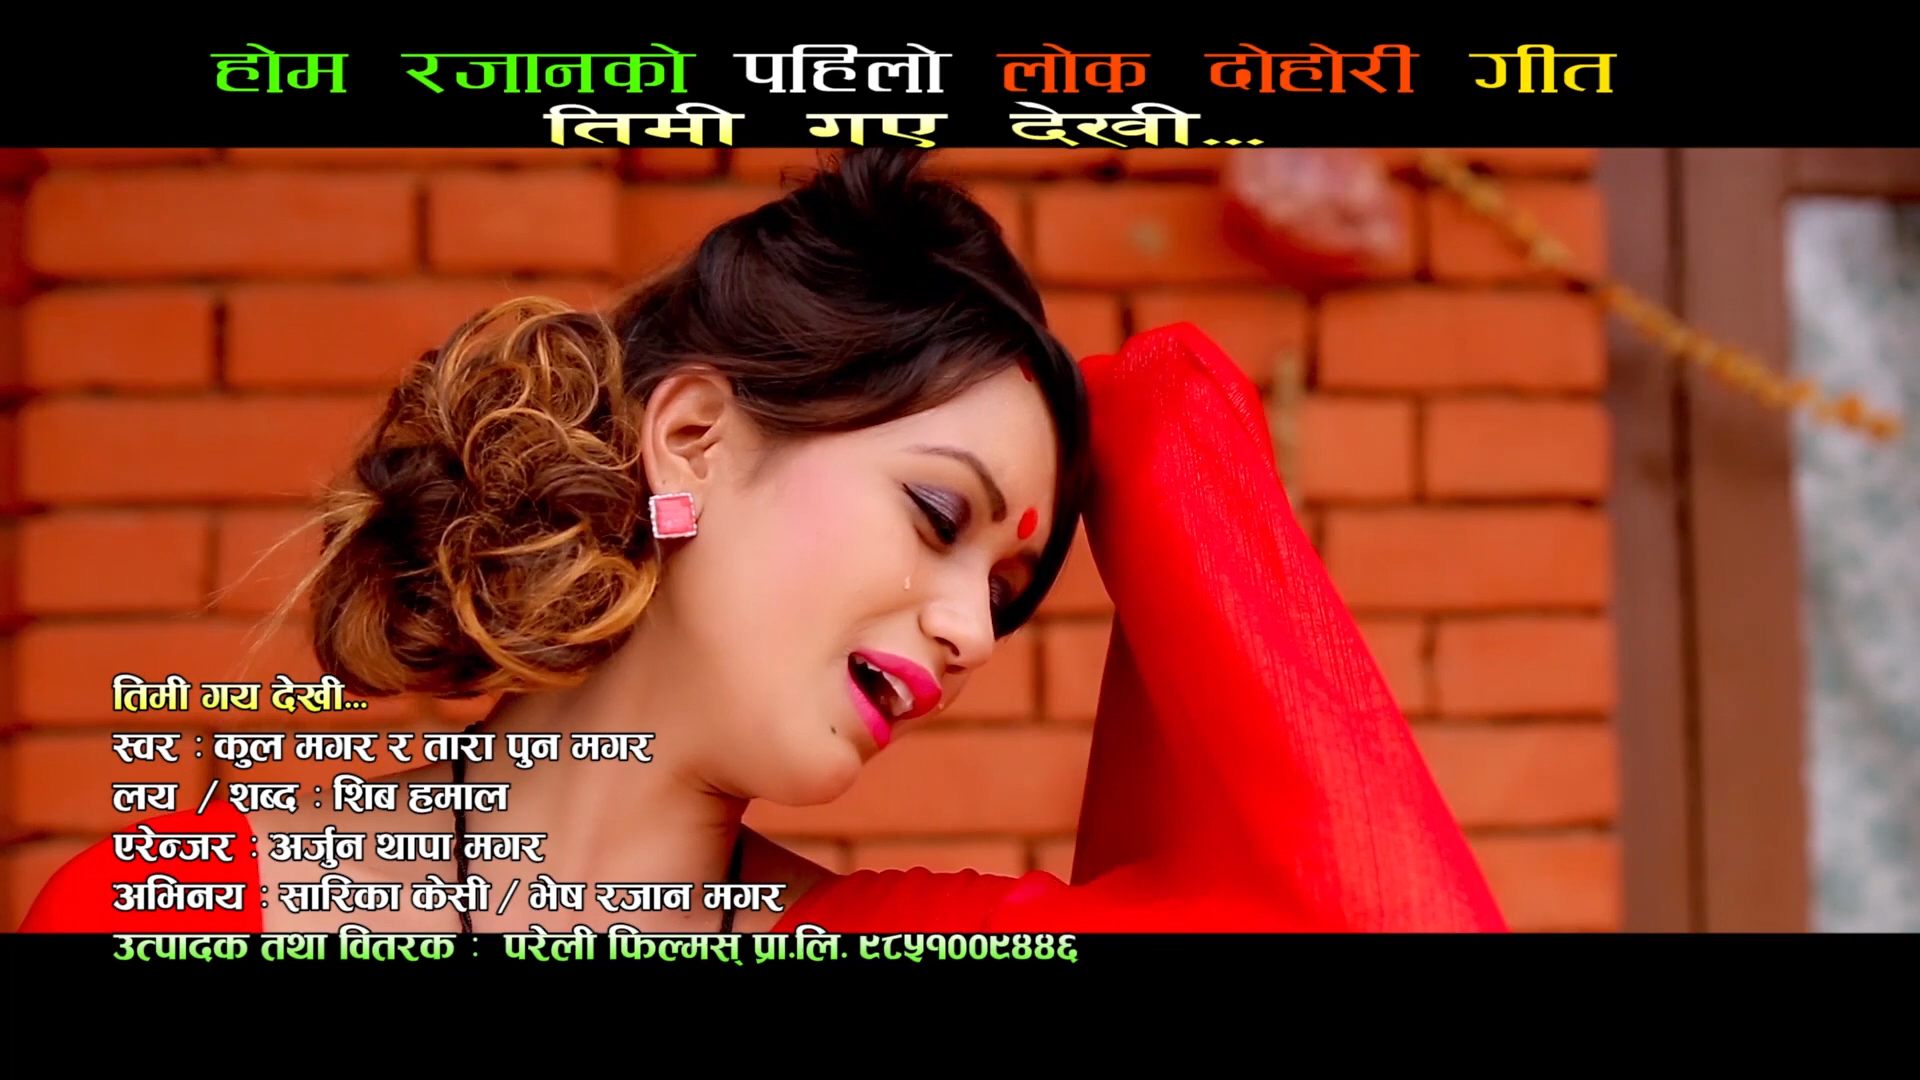 होम रजानको पहिलो लोक दोहोरी गीत
तिमी गए देखी...
तिमी गय देखी...
स्वर : कुल मगर र तारा पुन मगर
लय / शब्द : शिब हमाल
एरेन्जर : अर्जुन थापा मगर
अभिनय : सारिका केसी / भेष रजान मगर
उत्पादक तथा वितरक : परेली फिल्मस् प्रा.लि. ९८५१००९४४६